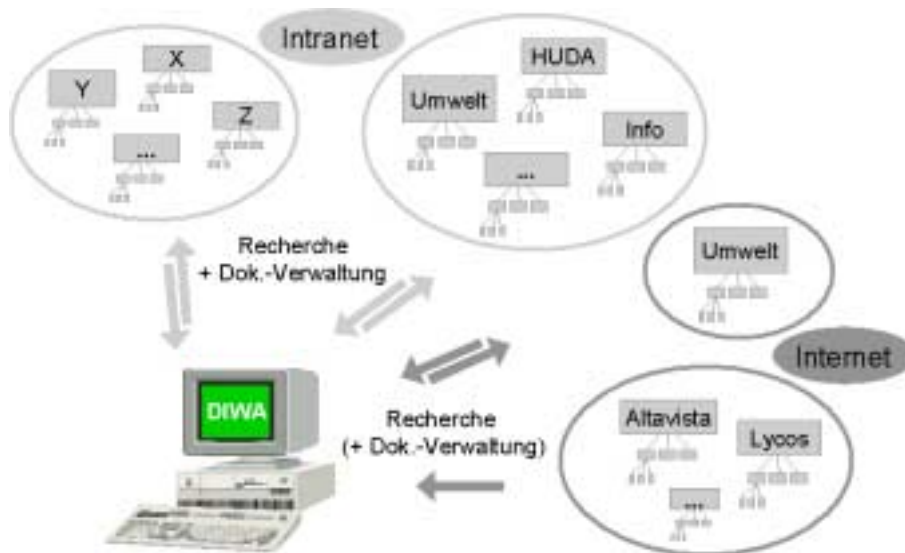 Intranet
X
Y
Z
...
HUDA
Umwelt
Info
...
Recherche
+ Dok.-Verwaltung
Umwelt
Internet
DIWA
Recherche
(+ Dok.-Verwaltung)
Altavista
Lycos
...